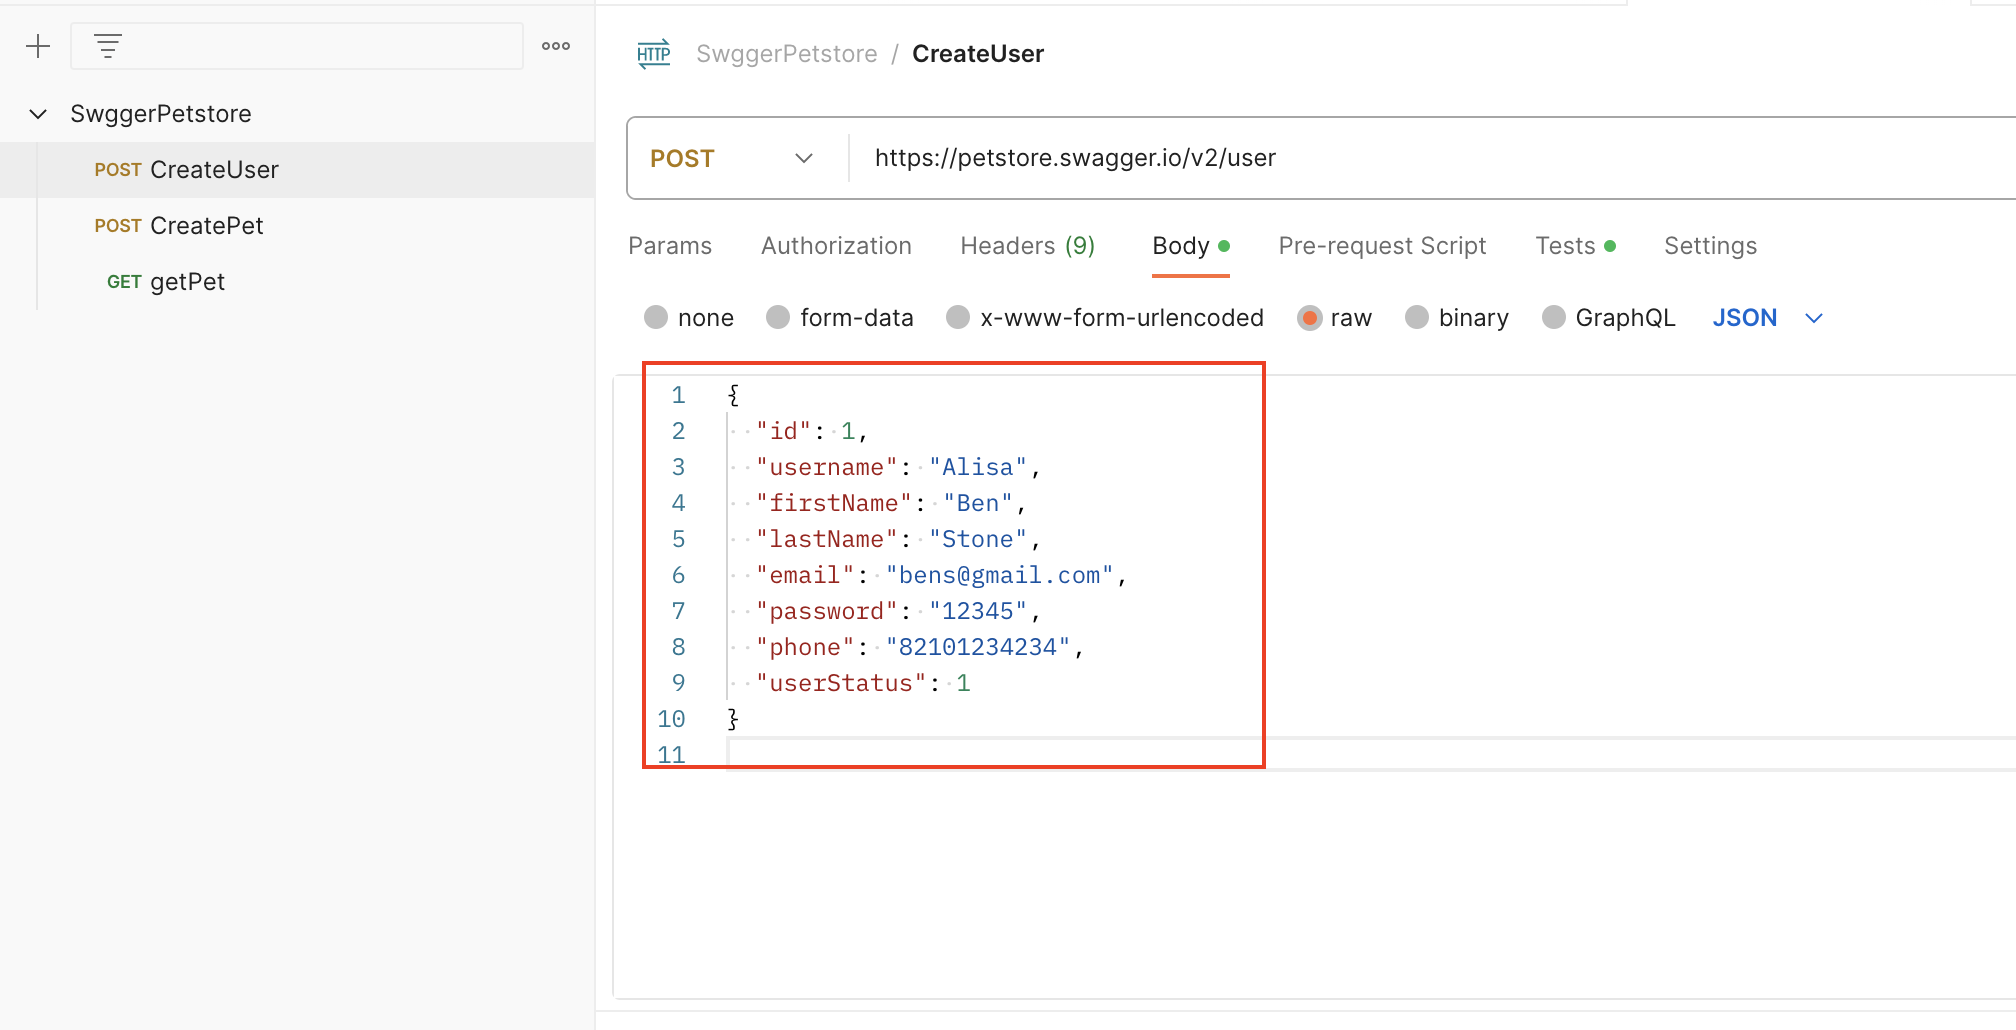 SwggerPetstore
POST CreateUser
POST CreatePet
GET getPet
HTTP SwggerPetstore / CreateUser
POST https://petstore.swagger.io/v2/user
Params Authorization Headers (9) Body Pre-request Script Tests Settings
none form-data x-www-form-urlencoded raw binary GraphQL JSON
1 {
2 "id": 1,
3 "username": "Alisa",
4 "firstName": "Ben",
5 "lastName": "Stone",
6 "email": "bens@gmail.com",
7 "password": "12345",
8 "phone": "82101234234",
9 "userStatus": 1
10 }
11